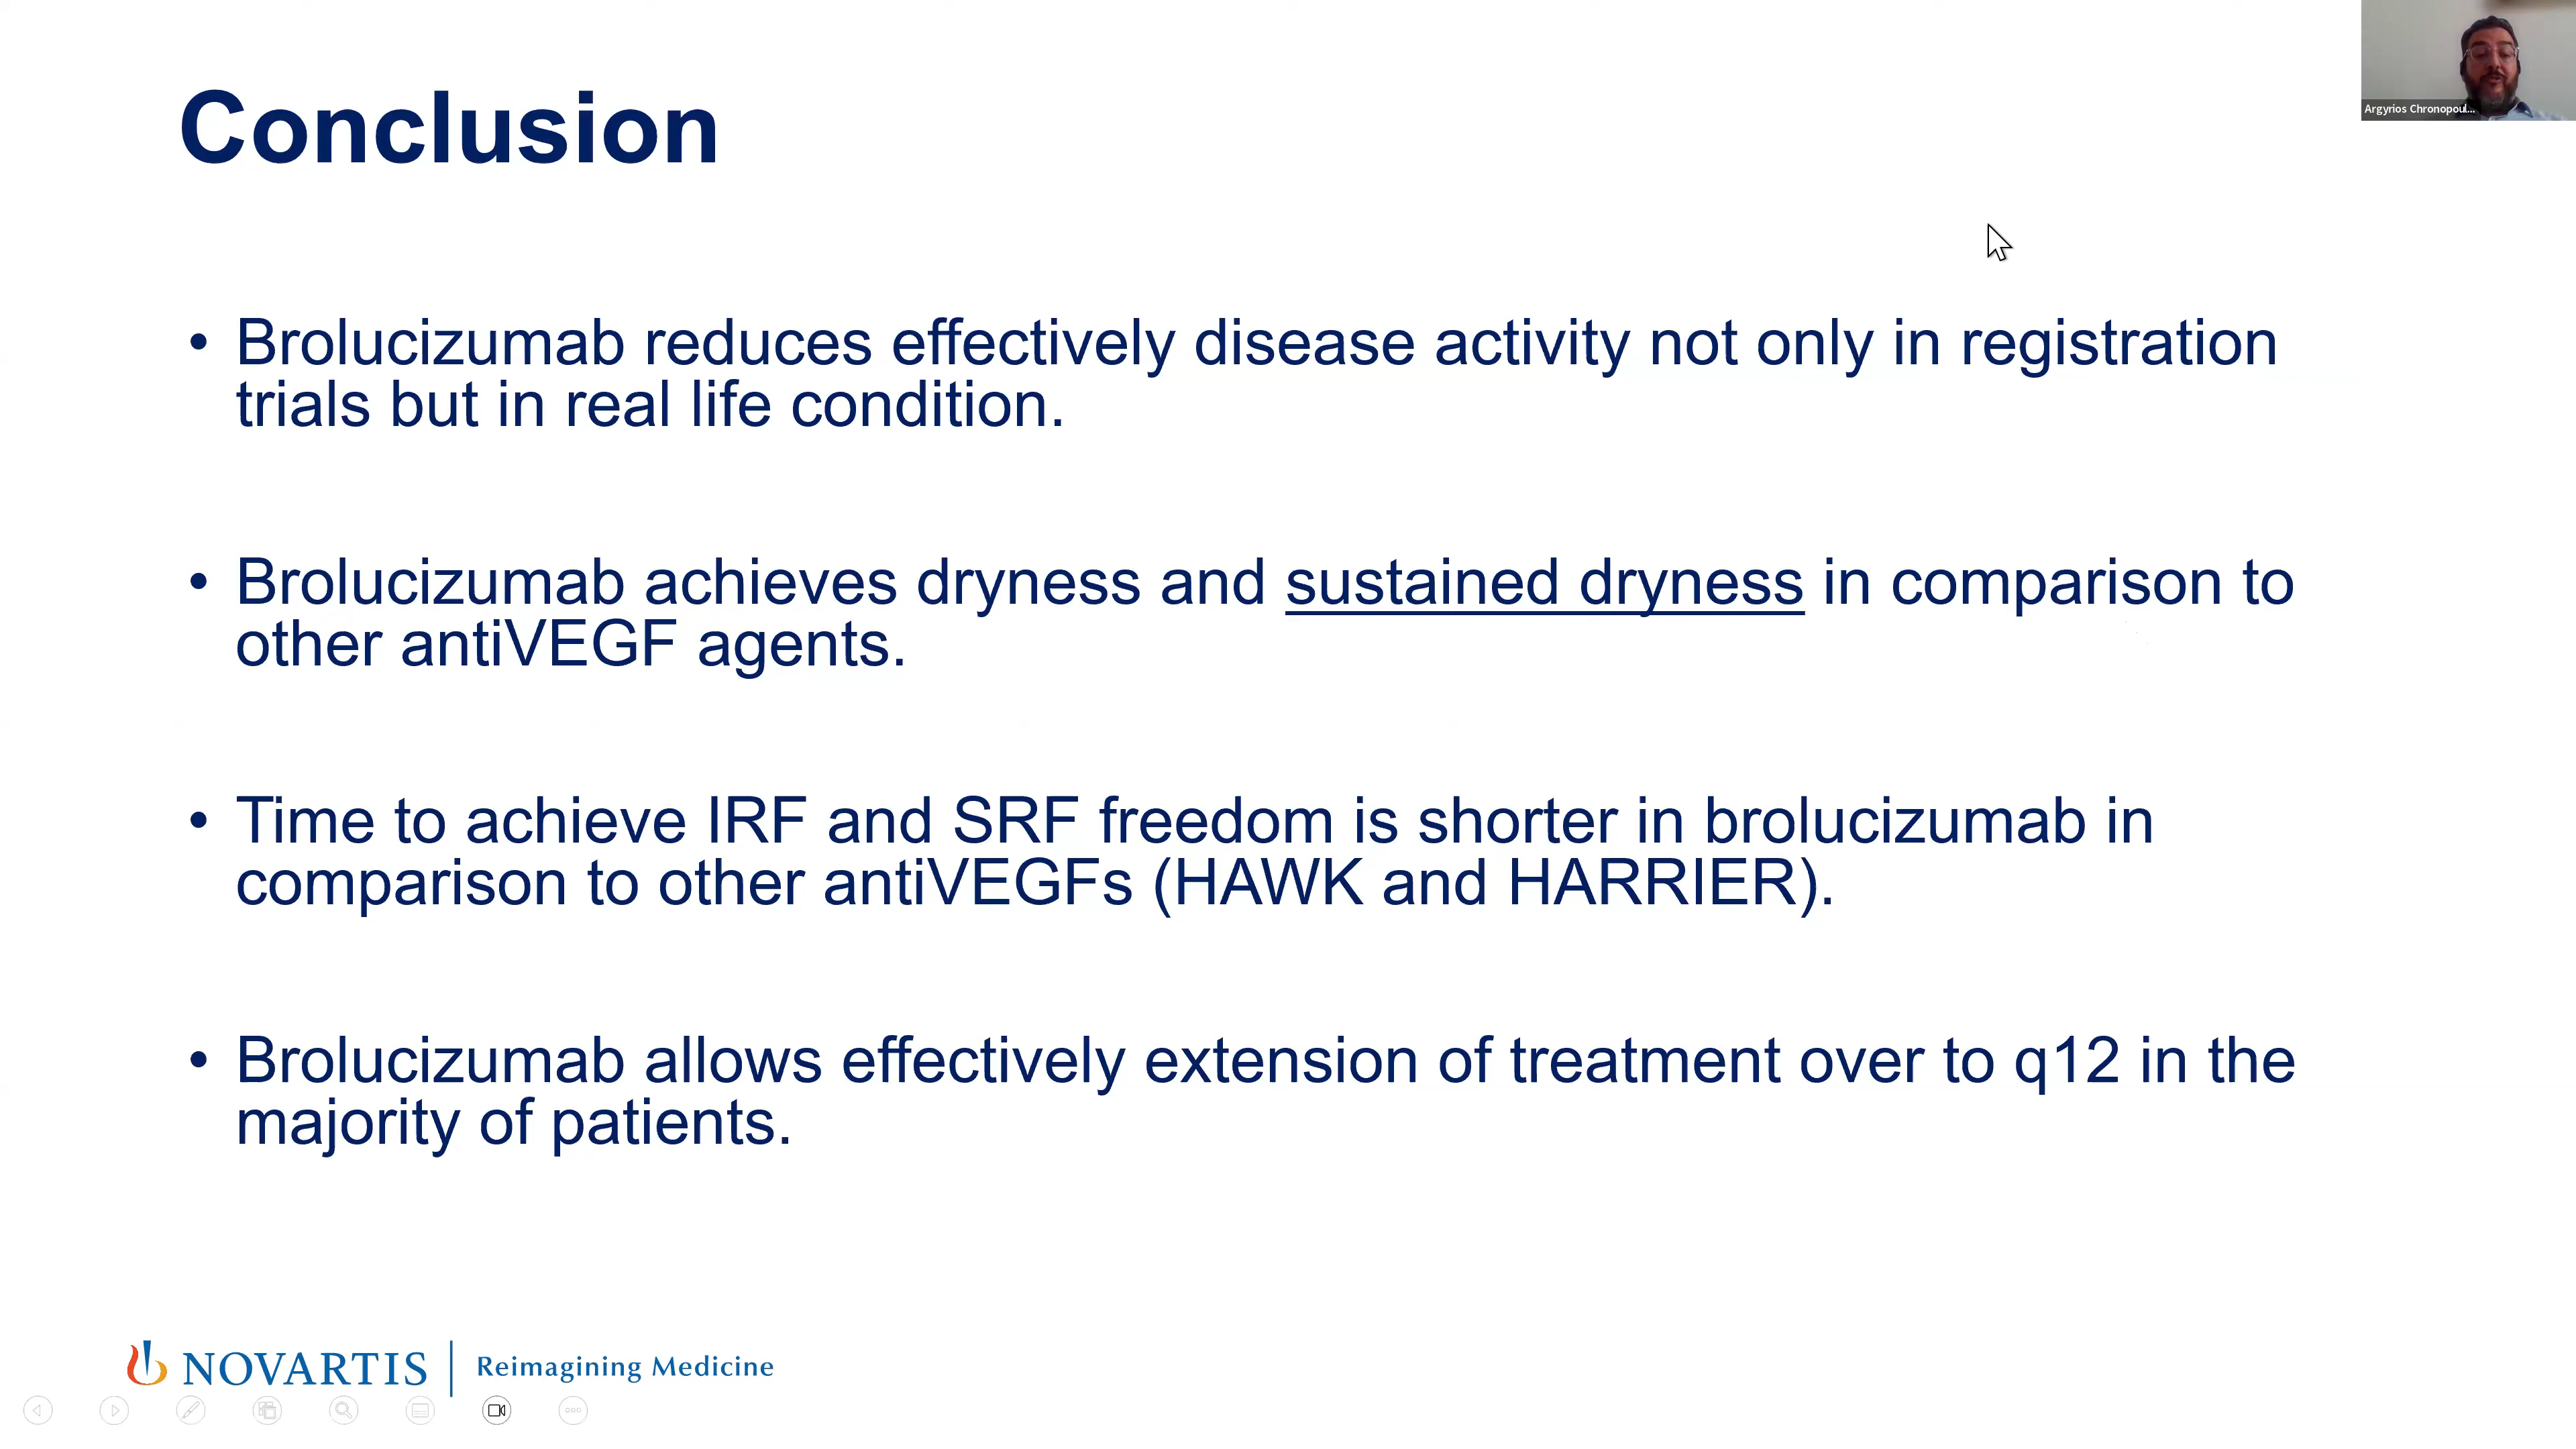 Conclusion
Argyrios Chronopoul...
• Brolucizumab reduces effectively disease activity not only in registration
trials but in real life condition.
• Brolucizumab achieves dryness and sustained dryness in comparison to
other antiVEGF agents.
• Time to achieve IRF and SRF freedom is shorter in brolucizumab in
comparison to other antiVEGFs (HAWK and HARRIER).
• Brolucizumab allows effectively extension of treatment over to q12 in the
majority of patients.
NOVARTIS | Reimagining Medicine